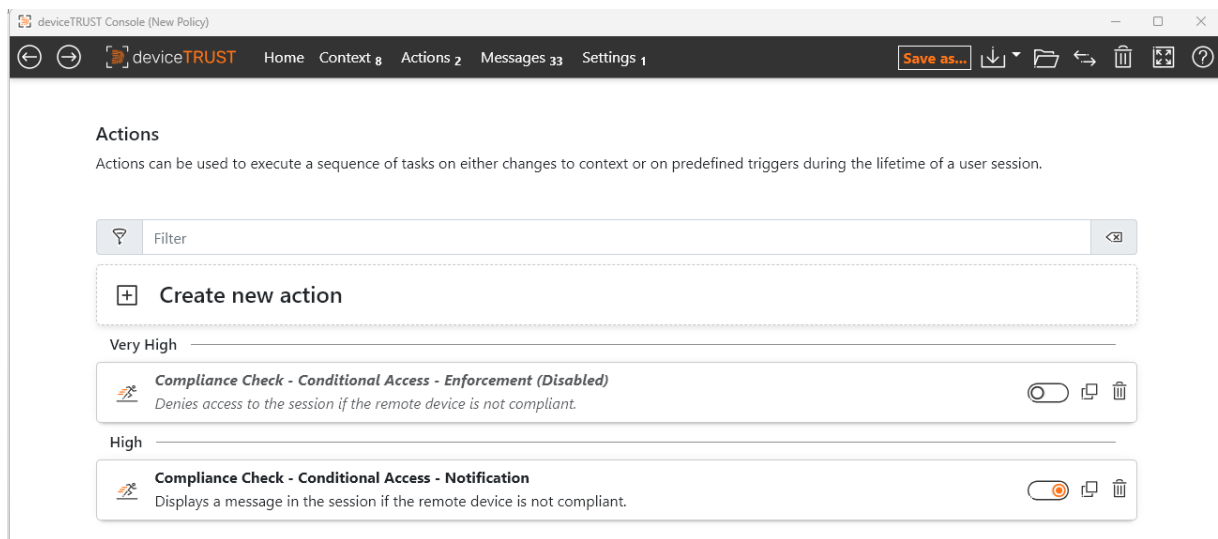 deviceTRUST Console (New Policy)
deviceTRUST Home Context 8 Actions 2 Messages 33 Settings 1 Save as...
Actions
Actions can be used to execute a sequence of tasks on either changes to context or on predefined triggers during the lifetime of a user session.
Filter
Create new action
Very High
Compliance Check - Conditional Access - Enforcement (Disabled)
Denies access to the session if the remote device is not compliant.
High
Compliance Check - Conditional Access - Notification
Displays a message in the session if the remote device is not compliant.